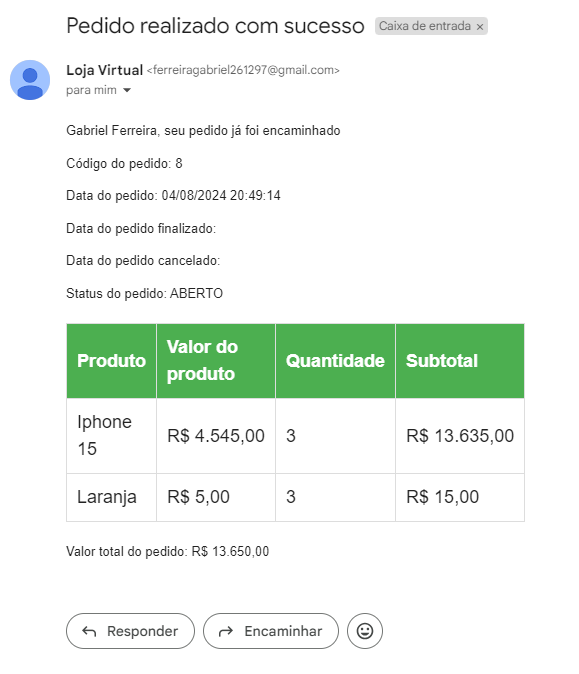 Pedido realizado com sucesso Caixa de entrada ×
Loja Virtual <ferreiragabriel261297@gmail.com>
para mim
Gabriel Ferreira, seu pedido já foi encaminhado
Código do pedido: 8
Data do pedido: 04/08/2024 20:49:14
Data do pedido finalizado:
Data do pedido cancelado:
Status do pedido: ABERTO
Produto Valor do produto Quantidade Subtotal
Iphone 15 R$ 4.545,00 3 R$ 13.635,00
Laranja R$ 5,00 3 R$ 15,00
Valor total do pedido: R$ 13.650,00
Responder Encaminhar